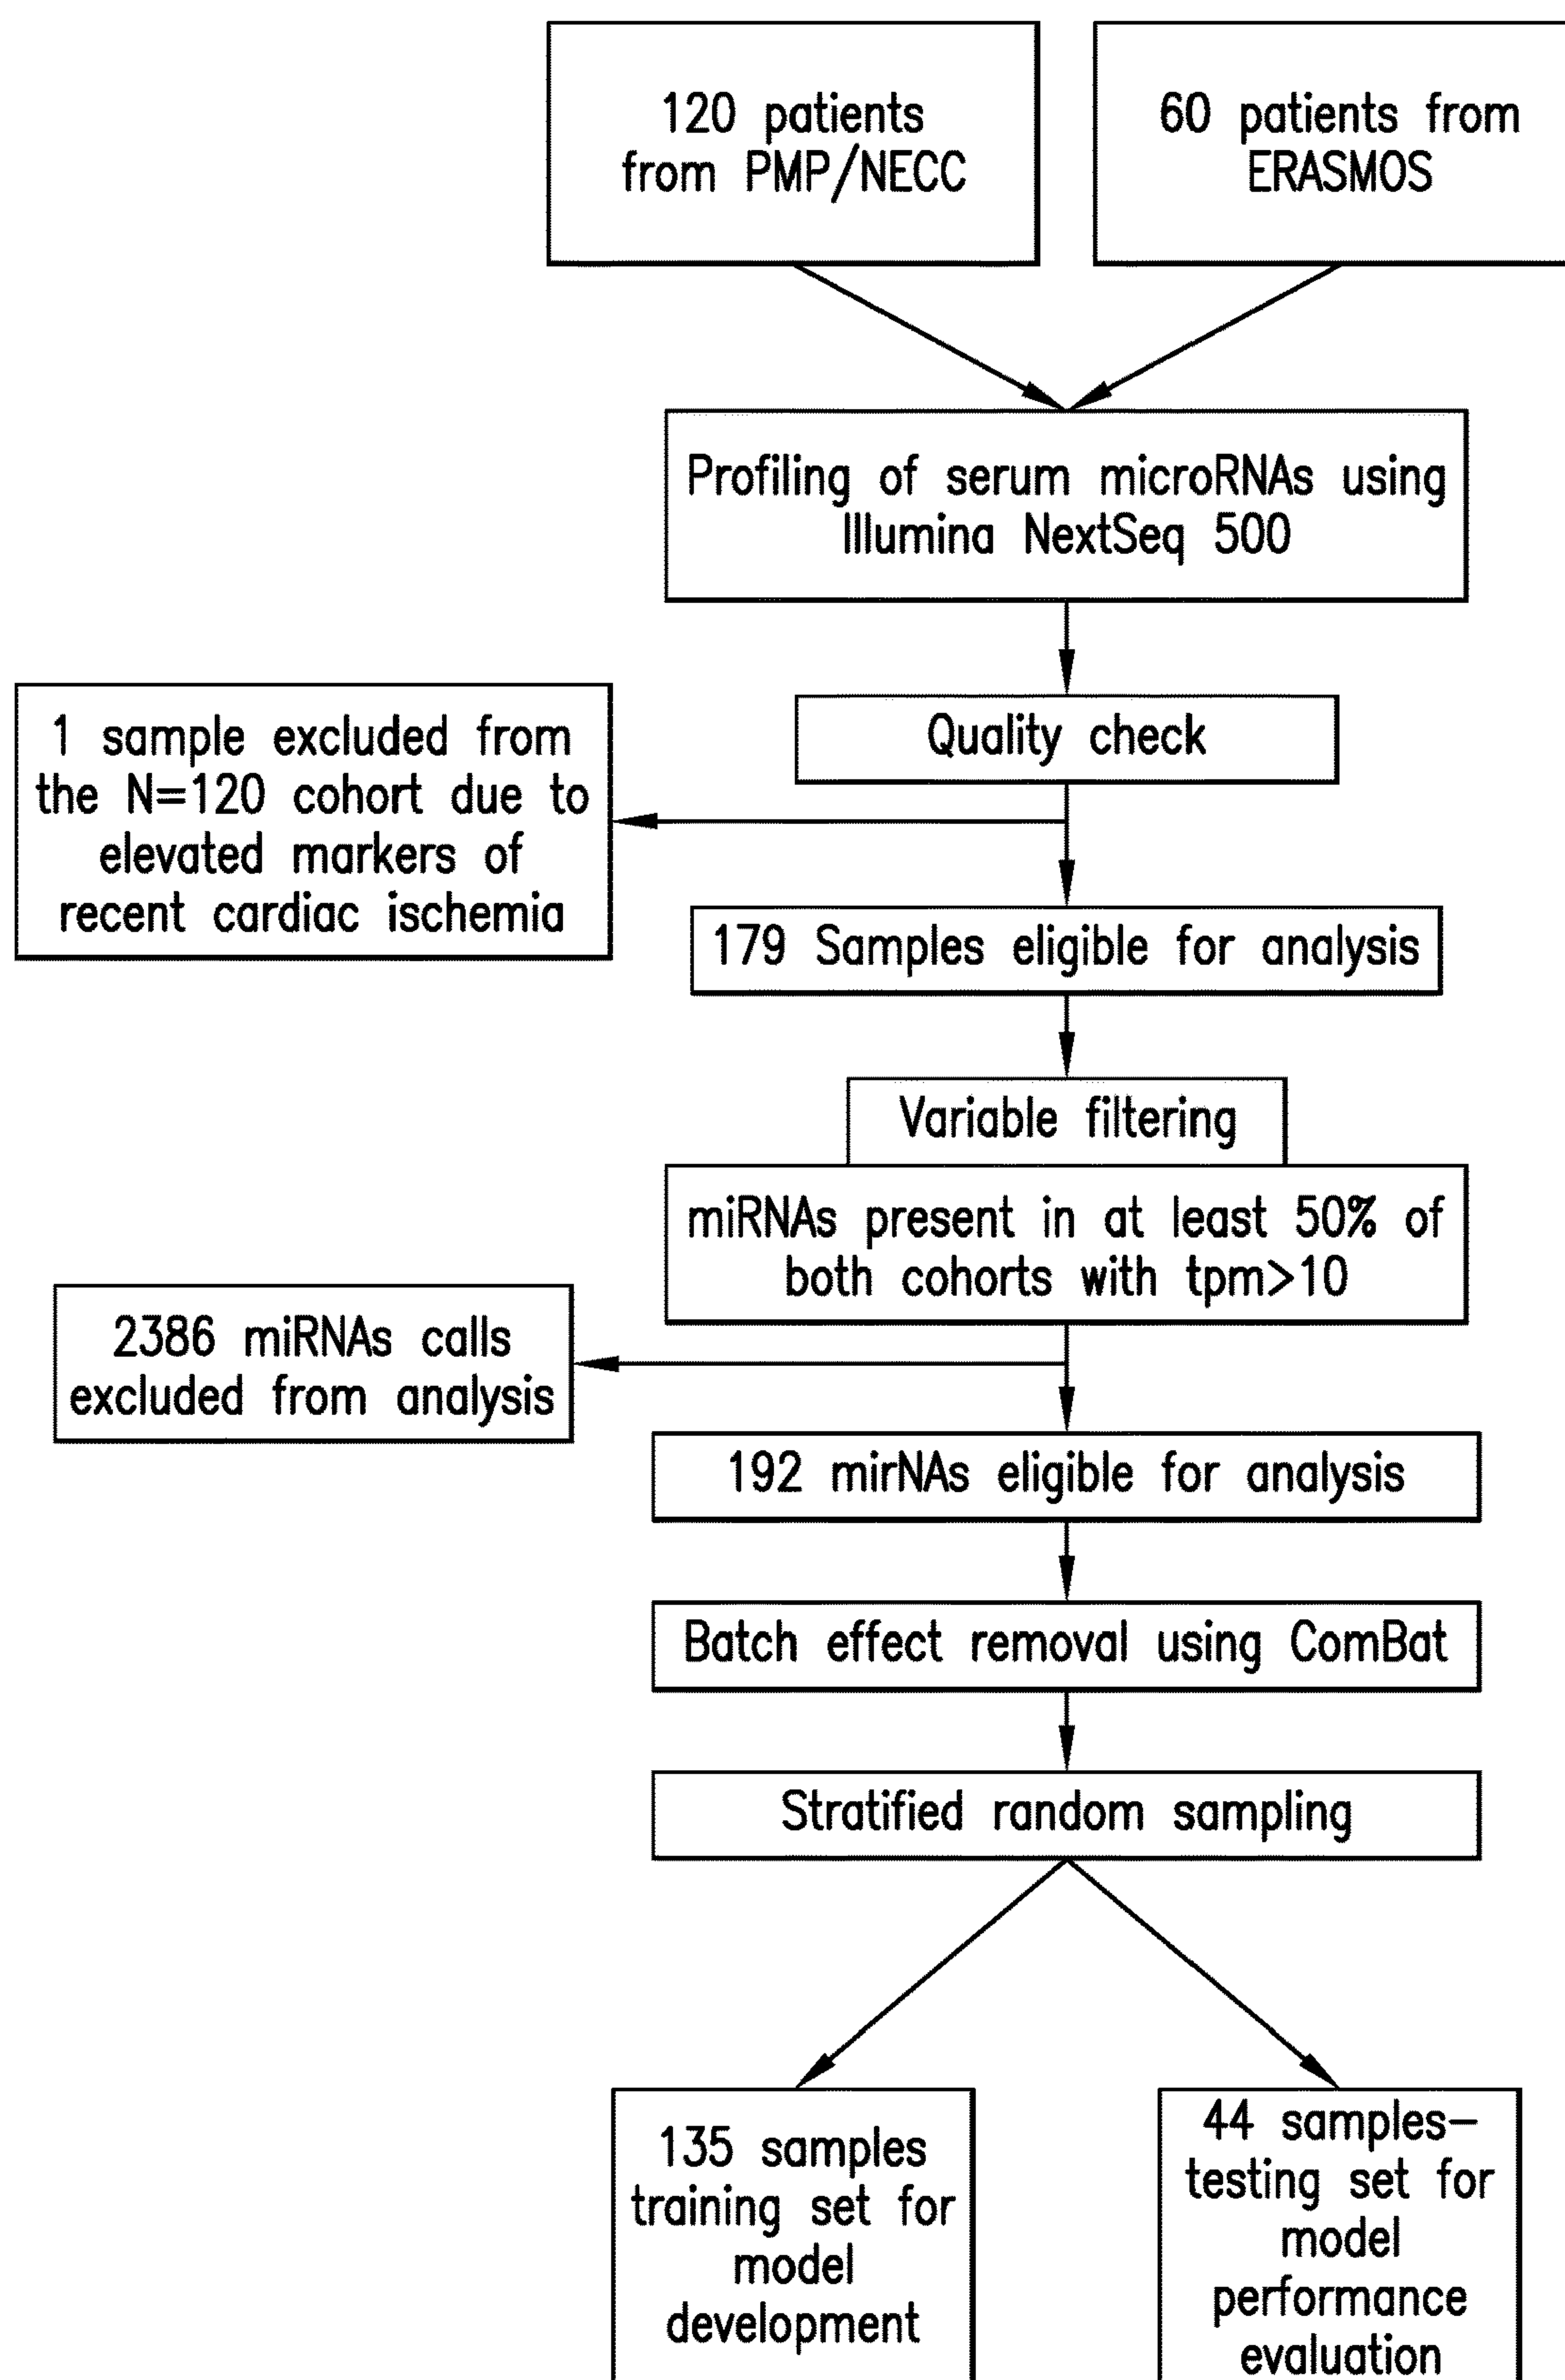 120 patients
from PMP/NECC
60 patients from
ERASMOS
Profiling of serum microRNAs using
Illumina NextSeq 500
Quality check
1 sample excluded from
the N=120 cohort due to
elevated markers of
recent cardiac ischemia
179 Samples eligible for analysis
Variable filtering
miRNAs present in at least 50% of
both cohorts with tpm>10
2386 miRNAs calls
excluded from analysis
192 mirNAs eligible for analysis
Batch effect removal using ComBat
Stratified random sampling
135 samples
training set for
model
development
44 samples-
testing set for
model
performance
evaluation